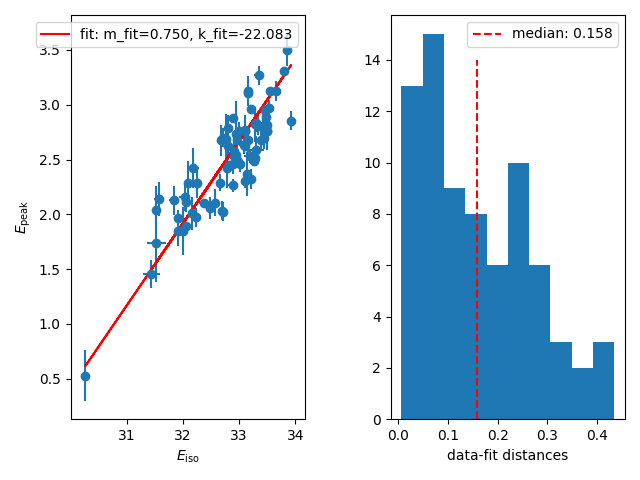 fit: m_fit=0.750, k_fit=-22.083
3.5
3.0
2.5
2.0
1.5
1.0
0.5
E_peak
31 32 33 34
E_iso
median: 0.158
14
12
10
8
6
4
2
0
0.0 0.1 0.2 0.3 0.4
data-fit distances